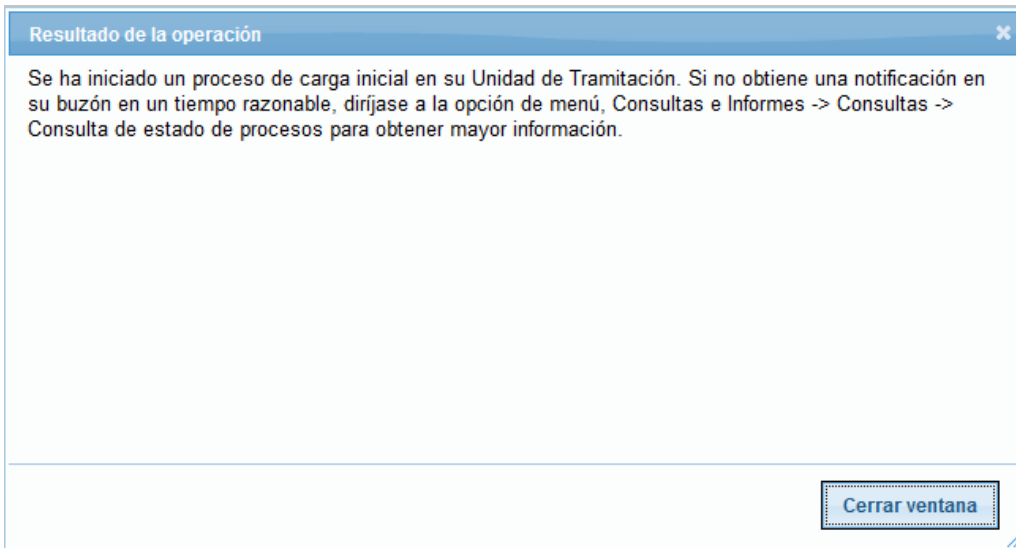 Resultado de la operación
Se ha iniciado un proceso de carga inicial en su Unidad de Tramitación. Si no obtiene una notificación en
su buzón en un tiempo razonable, diríjase a la opción de menú, Consultas e Informes -> Consultas ->
Consulta de estado de procesos para obtener mayor información.
Cerrar ventana